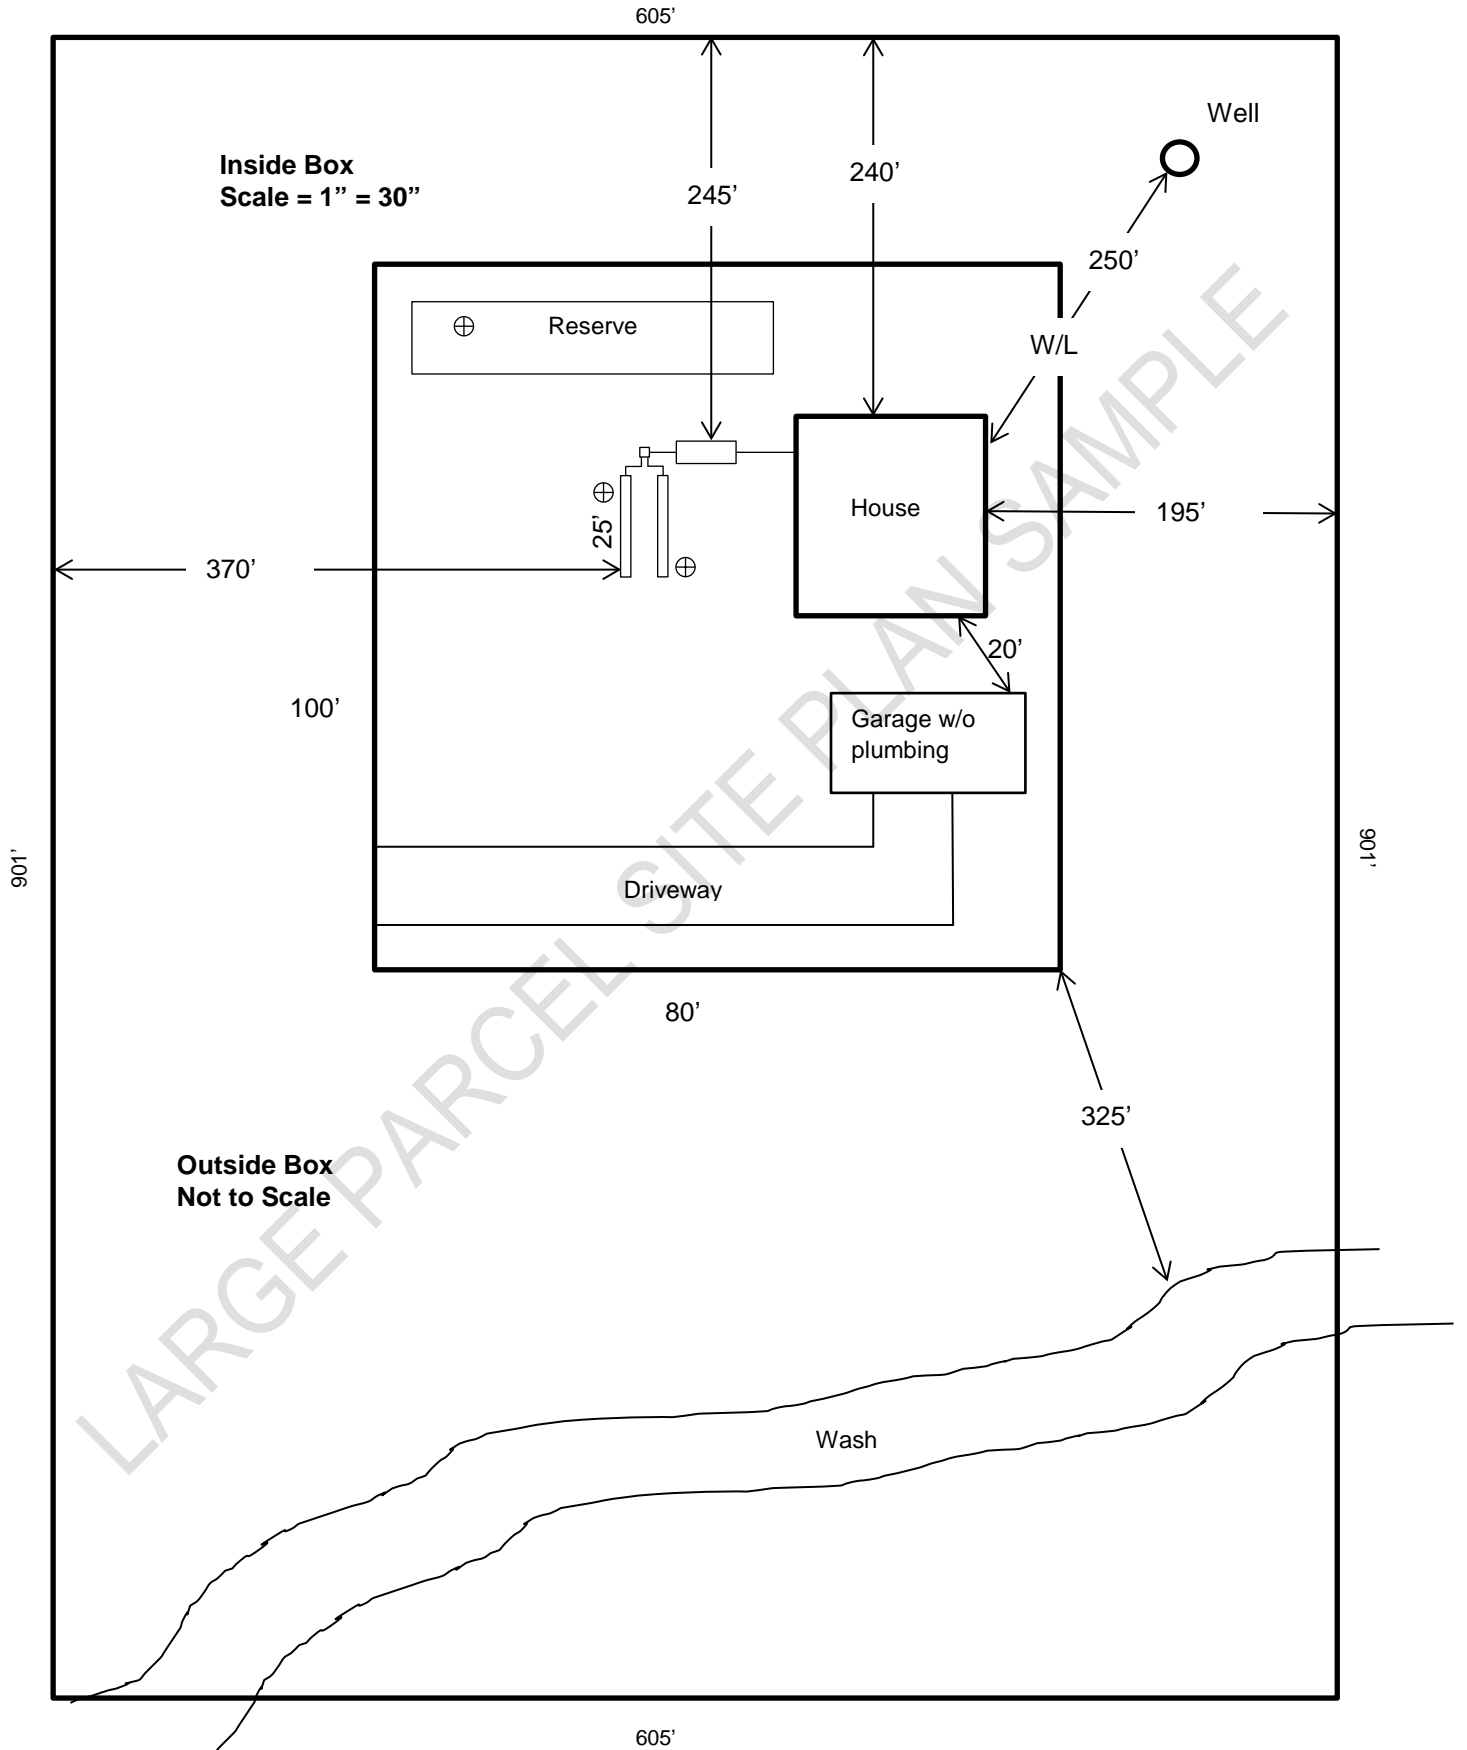 605’
Well
Inside Box
Scale = 1” = 30”
240’
245’
250’
Reserve
W/L
House
195’
25’
370’
20’
100’
Garage w/o
plumbing
901’
901’
Driveway
80’
325’
Outside Box
Not to Scale
Wash
605’
LARGE PARCEL SITE PLAN SAMPLE